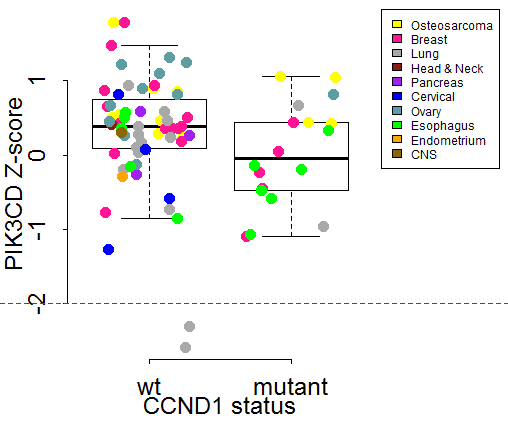 PIK3CD Z-score
1
0
-1
-2
wt
mutant
CCND1 status
Osteosarcoma
Breast
Lung
Head & Neck
Pancreas
Cervical
Ovary
Esophagus
Endometrium
CNS